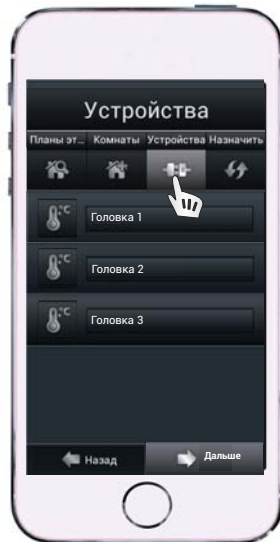 Устройства
Планы эт... Комнаты Устройства Назначить
°C Головка 1
°C Головка 2
°C Головка 3
Назад Дальше